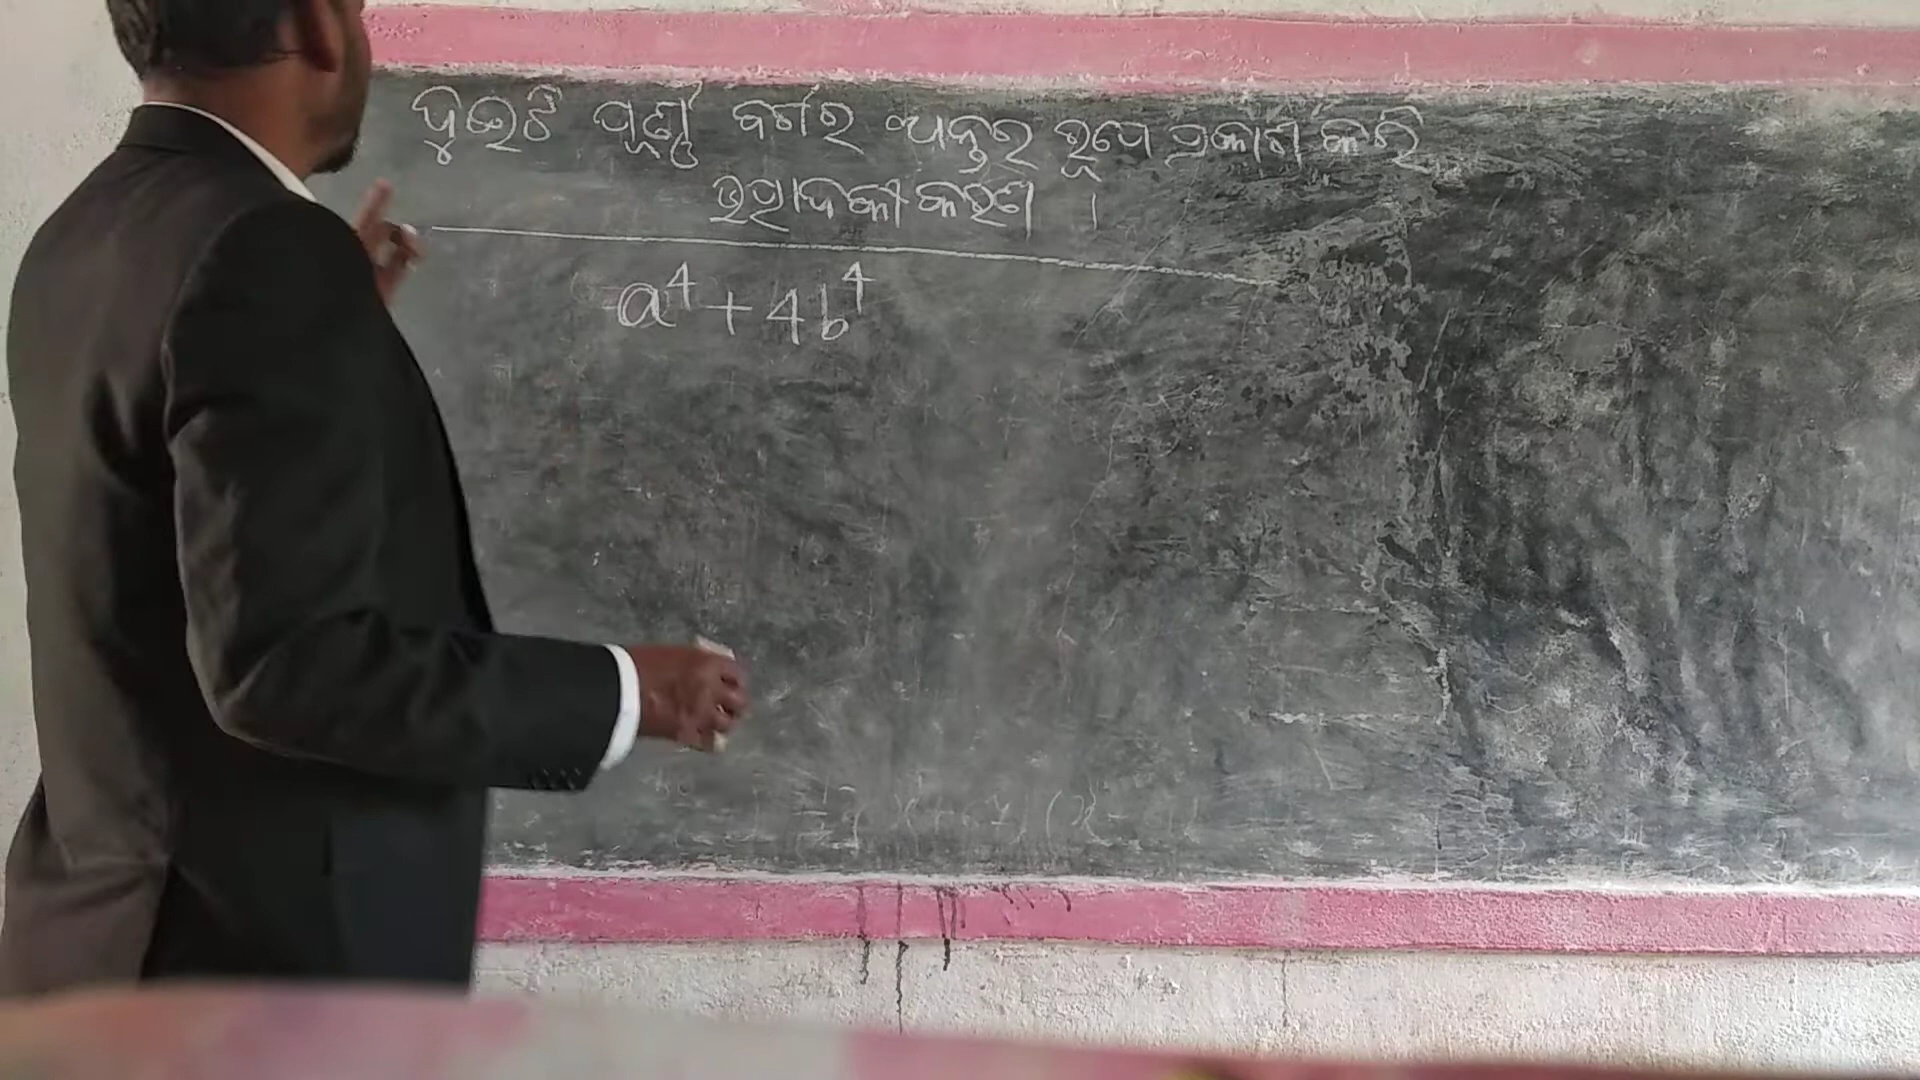 ଦୁଇଟି ପୂର୍ଣ୍ଣ ବର୍ଗର ଅନ୍ତର ରୂପେ ପ୍ରକାଶ କରି
ଉତ୍ପାଦକୀକରଣ ।
a⁴ + 4b⁴